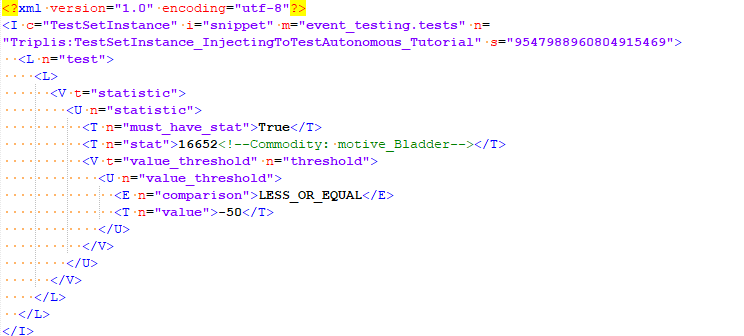 <?xml version="1.0" encoding="utf-8"?>
<I c="TestSetInstance" i="snippet" m="event_testing.tests" n=
"Triplis:TestSetInstance_InjectingToTestAutonomous_Tutorial" s="9547988960804915469">
  <L n="test">
    <L>
      <V t="statistic">
        <U n="statistic">
          <T n="must_have_stat">True</T>
          <T n="stat">16652<!--Commodity: motive_Bladder--></T>
          <V t="value_threshold" n="threshold">
            <U n="value_threshold">
              <E n="comparison">LESS_OR_EQUAL</E>
              <T n="value">-50</T>
            </U>
          </V>
        </U>
      </V>
    </L>
  </L>
</I>